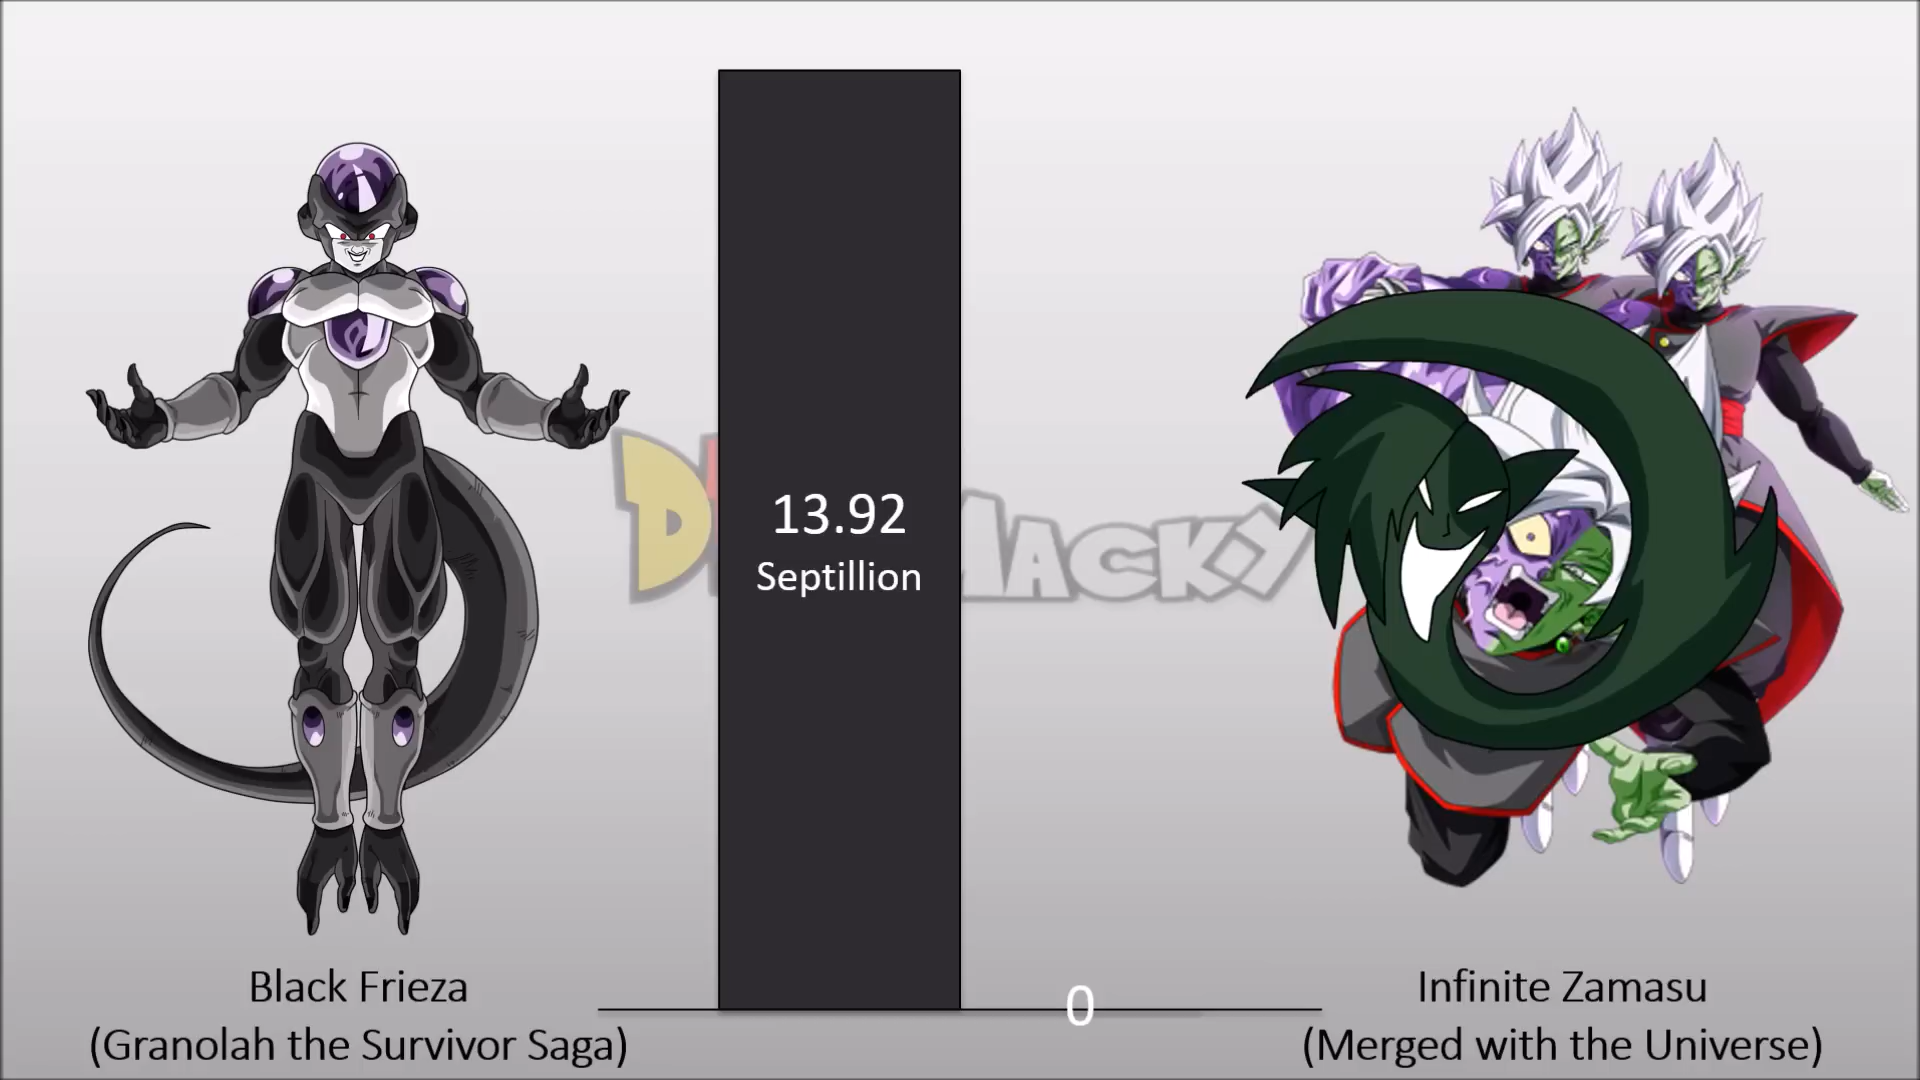 13.92
Septillion
0
Black Frieza
(Granolah the Survivor Saga)
Infinite Zamasu
(Merged with the Universe)